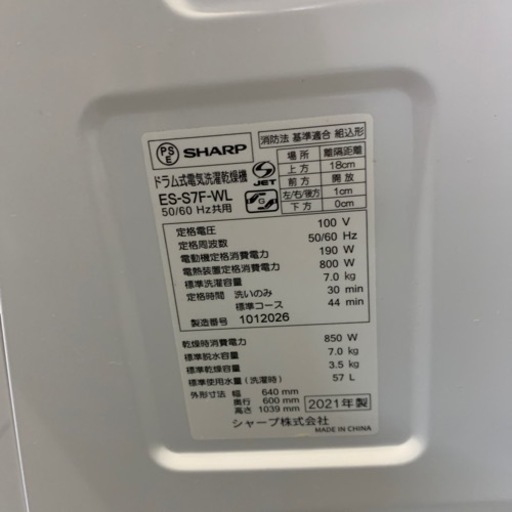 PSE SHARP
ドラム式電気洗濯乾燥機
ES-S7F-WL
50/60 Hz共用
JET
G
消防法 基準適合 組込形
場所 離隔距離
上方 18cm
前方 開放
左/右/後方 1cm
下方 0cm
定格電圧 100 V
定格周波数 50/60 Hz
電動機定格消費電力 190 W
電熱装置定格消費電力 800 W
標準洗濯容量 7.0 kg
定格時間 洗いのみ 30 min
標準コース 44 min
製造番号 1012026
乾燥時消費電力 850 W
標準脱水容量 7.0 kg
標準乾燥容量 3.5 kg
標準使用水量(洗濯時) 57 L
外形寸法 幅 640 mm
奥行 600 mm
高さ 1039 mm
2021年製
シャープ株式会社
MADE IN CHINA